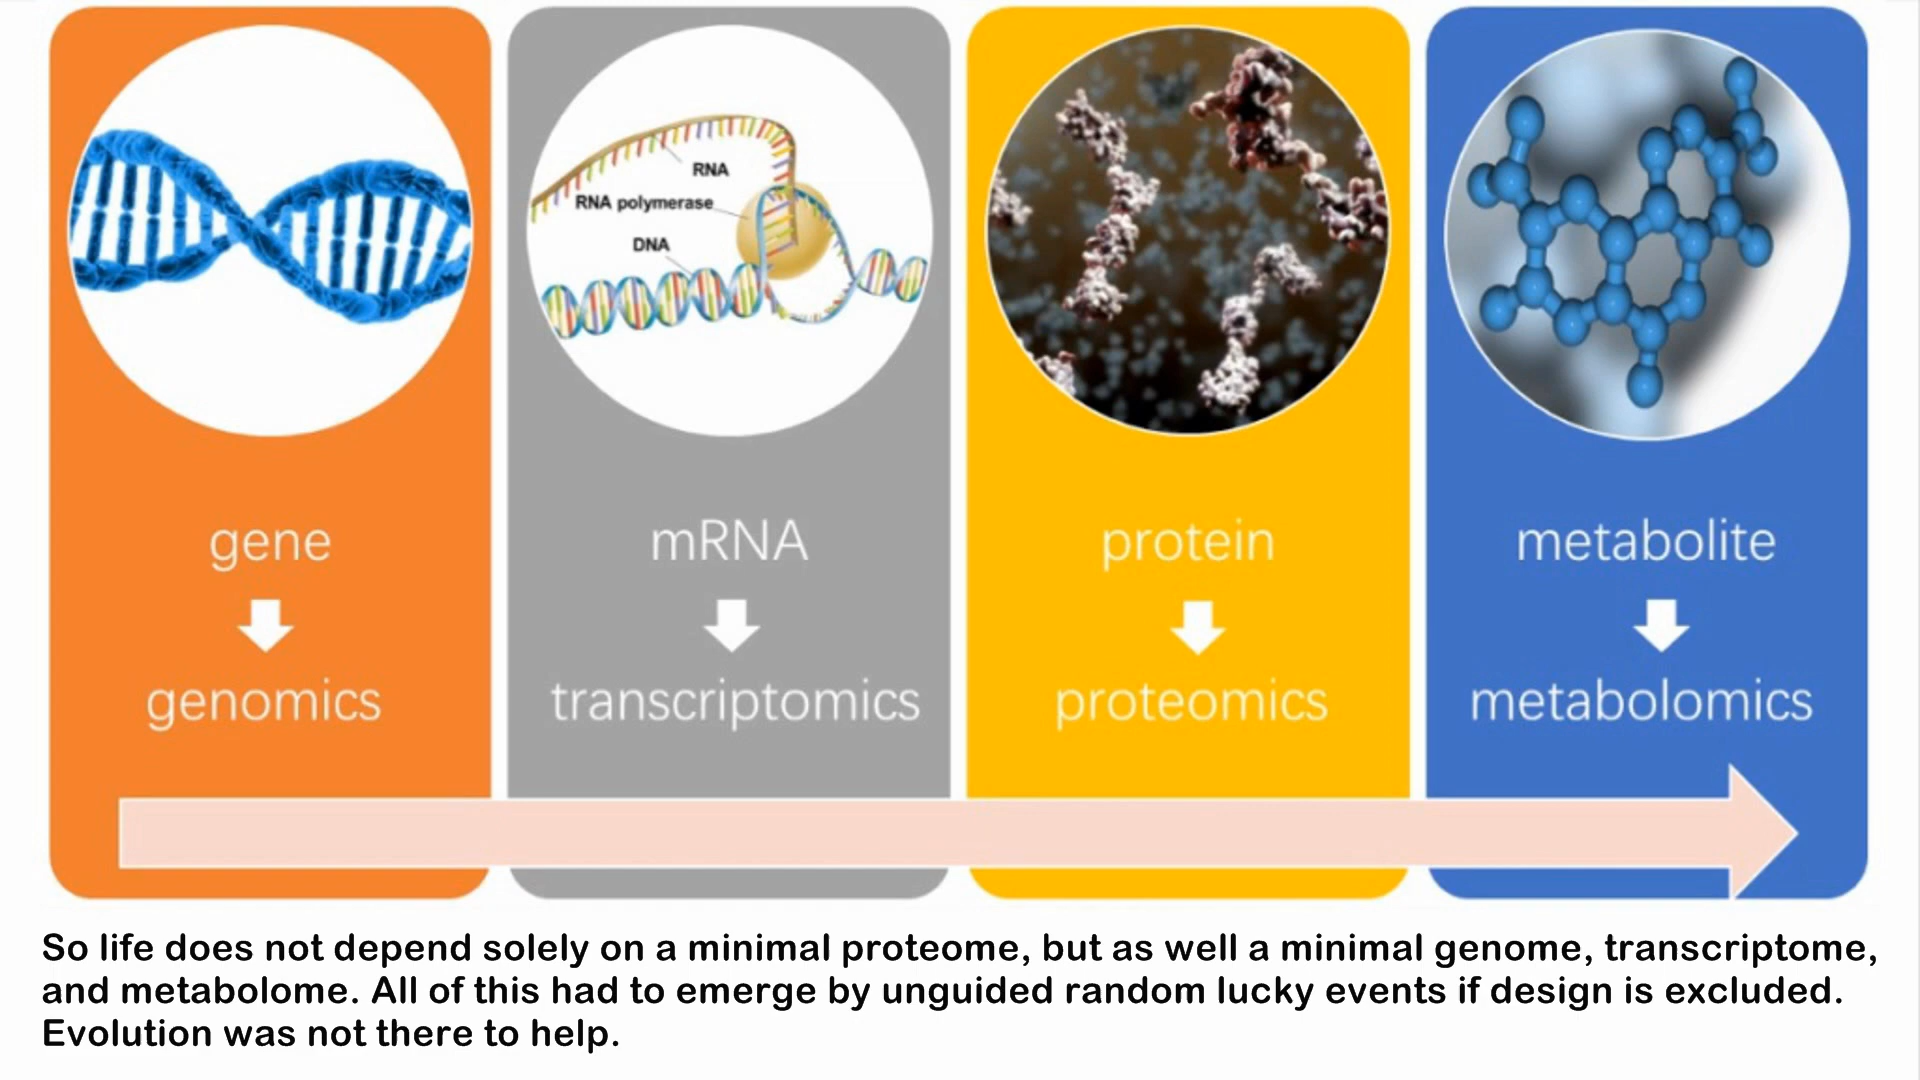 RNA
RNA polymerase
DNA
gene
mRNA
protein
metabolite
genomics
transcriptomics
proteomics
metabolomics
So life does not depend solely on a minimal proteome, but as well a minimal genome, transcriptome,
and metabolome. All of this had to emerge by unguided random lucky events if design is excluded.
Evolution was not there to help.